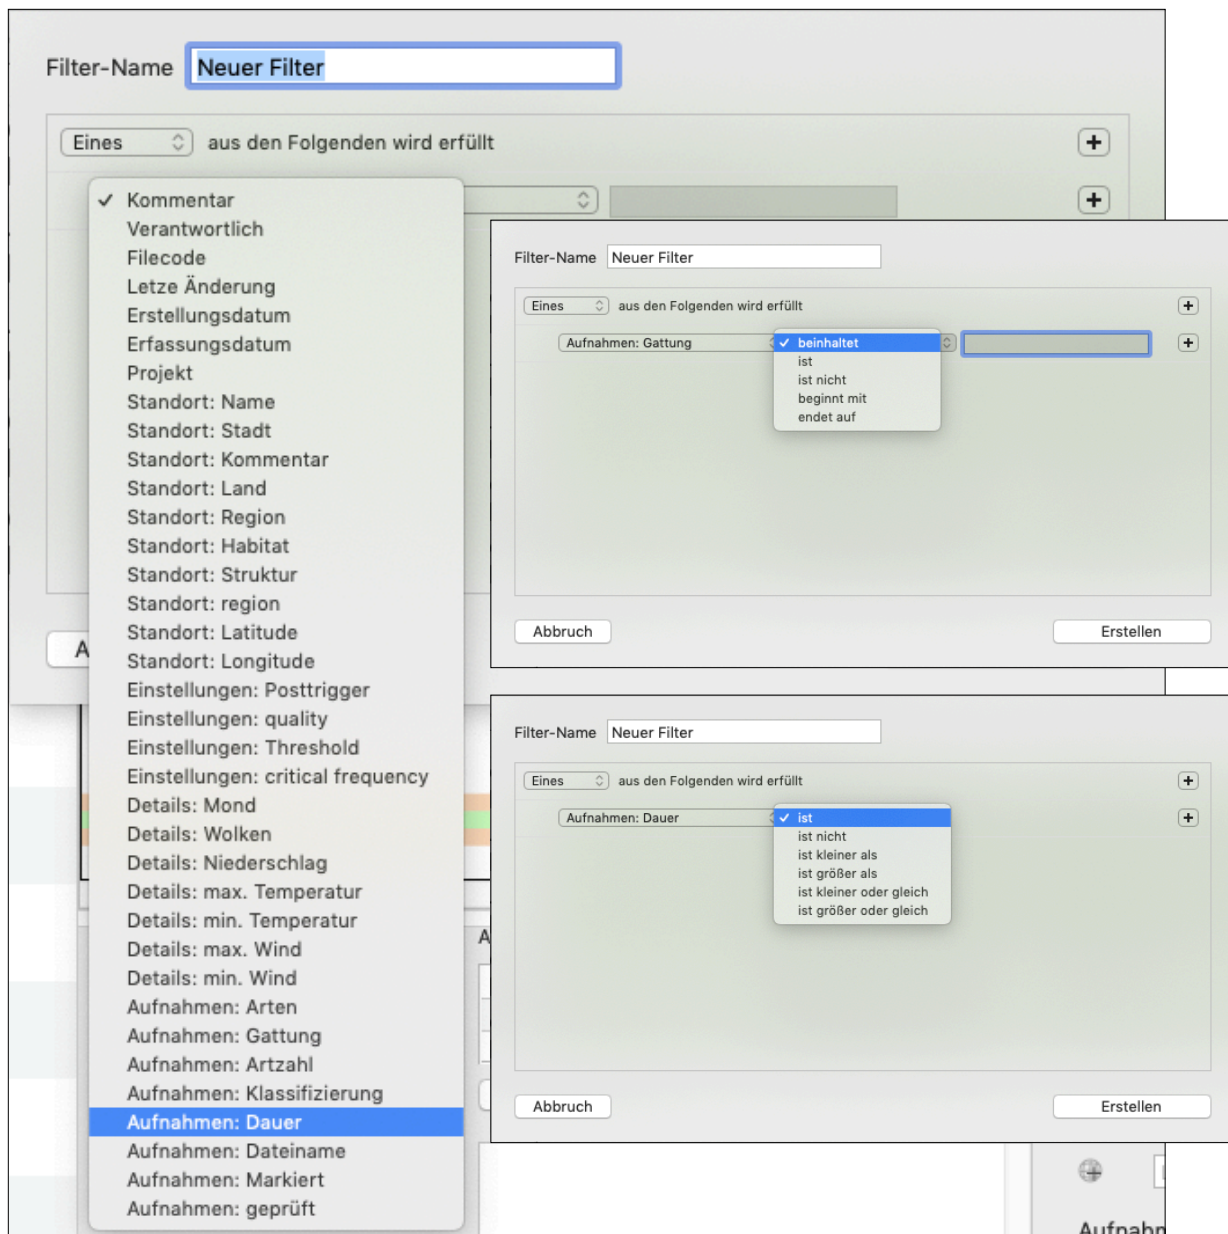 Filter-Name Neuer Filter
Eines aus den Folgenden wird erfüllt
✓ Kommentar
Verantwortlich
Filecode
Letze Änderung
Erstellungsdatum
Erfassungsdatum
Projekt
Standort: Name
Standort: Stadt
Standort: Kommentar
Standort: Land
Standort: Region
Standort: Habitat
Standort: Struktur
Standort: region
Standort: Latitude
Standort: Longitude
Einstellungen: Posttrigger
Einstellungen: quality
Einstellungen: Threshold
Einstellungen: critical frequency
Details: Mond
Details: Wolken
Details: Niederschlag
Details: max. Temperatur
Details: min. Temperatur
Details: max. Wind
Details: min. Wind
Aufnahmen: Arten
Aufnahmen: Gattung
Aufnahmen: Artzahl
Aufnahmen: Klassifizierung
Aufnahmen: Dauer
Aufnahmen: Dateiname
Aufnahmen: Markiert
Aufnahmen: geprüft
Filter-Name Neuer Filter
Eines aus den Folgenden wird erfüllt
Aufnahmen: Gattung
✓ beinhaltet
ist
ist nicht
beginnt mit
endet auf
Abbruch Erstellen
Filter-Name Neuer Filter
Eines aus den Folgenden wird erfüllt
Aufnahmen: Dauer
✓ ist
ist nicht
ist kleiner als
ist größer als
ist kleiner oder gleich
ist größer oder gleich
Abbruch Erstellen